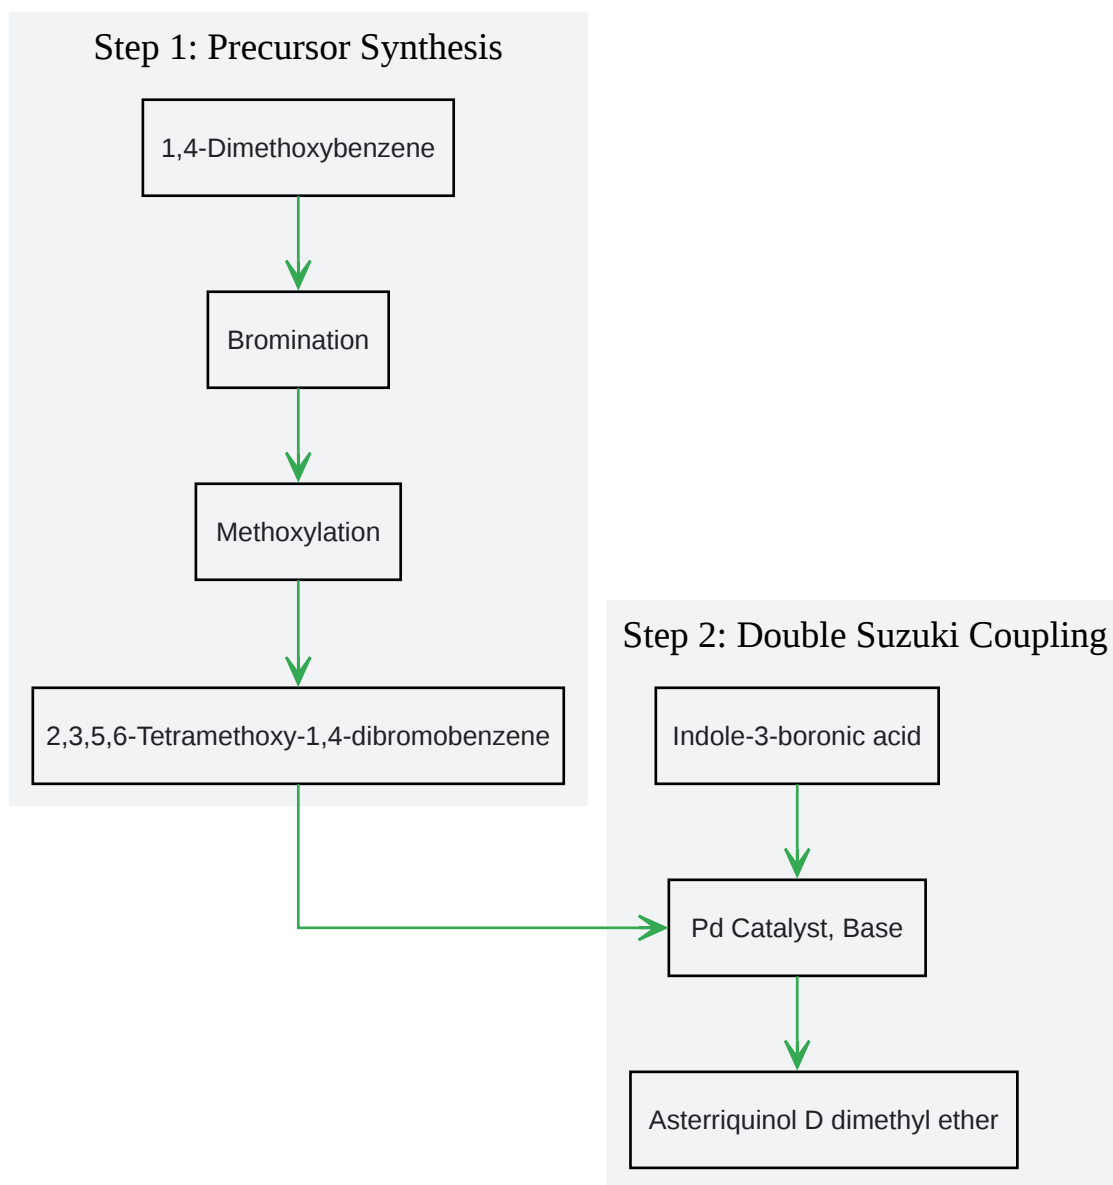 Step 1: Precursor Synthesis
1,4-Dimethoxybenzene
Bromination
Methoxylation
2,3,5,6-Tetramethoxy-1,4-dibromobenzene
Step 2: Double Suzuki Coupling
Indole-3-boronic acid
Pd Catalyst, Base
Asterriquinol D dimethyl ether